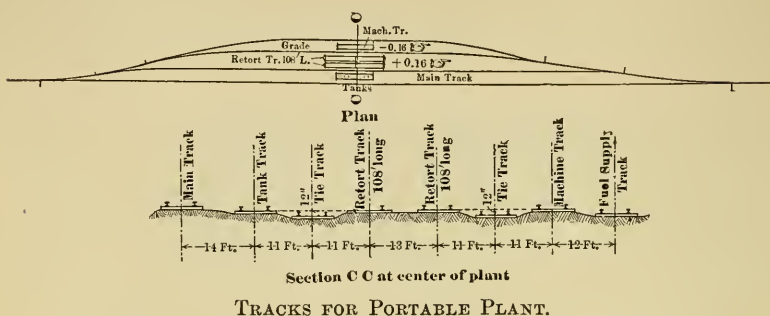 C
Mach. Tr.
Grade
-0.16
Retort Tr. 108' L.
+0.16
Main Track
Tanks
C
Plan
Main Track
Tank Track
12"
Tie Track
Retort Track
108' long
Retort Track
108' long
12"
Tie Track
Machine Track
Fuel Supply
Track
14 Ft.
11 Ft.
11 Ft.
13 Ft.
11 Ft.
11 Ft.
12 Ft.
Section C C at center of plant
TRACKS FOR PORTABLE PLANT.